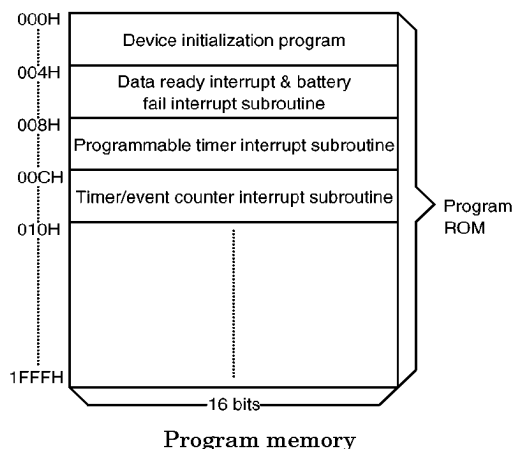 000H
Device initialization program
004H
Data ready interrupt & battery
fail interrupt subroutine
008H
Programmable timer interrupt subroutine
00CH
Timer/event counter interrupt subroutine
010H
Program
ROM
1FFFH
16 bits
Program memory